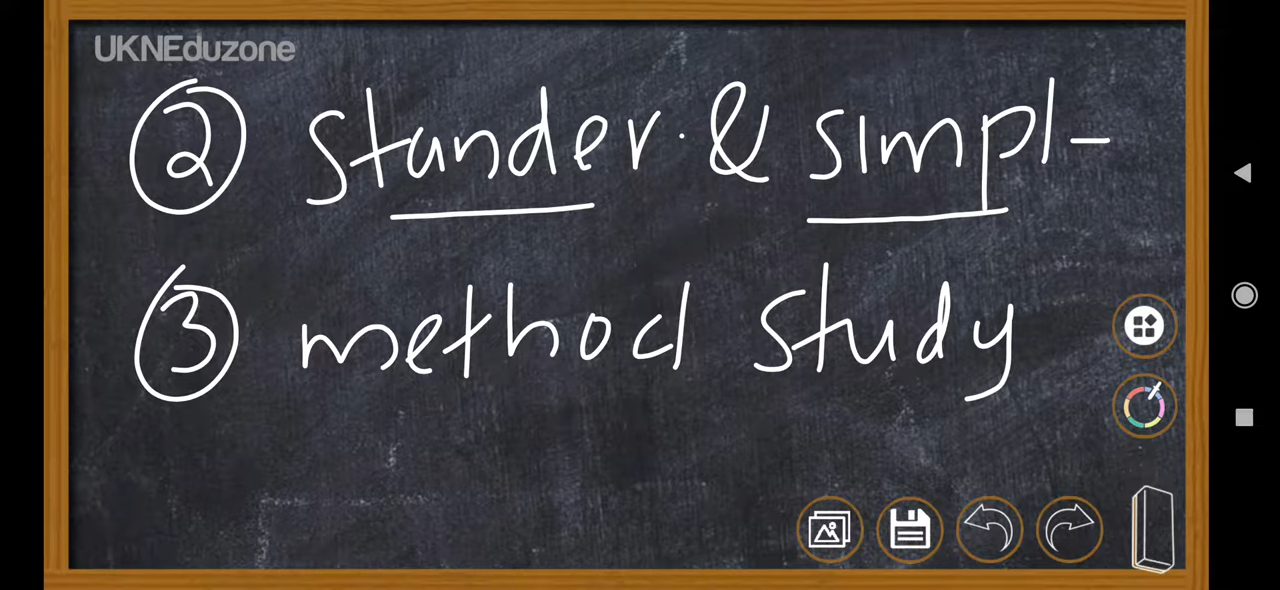 UKNEduzone
② stander. & simpl-
③ method study